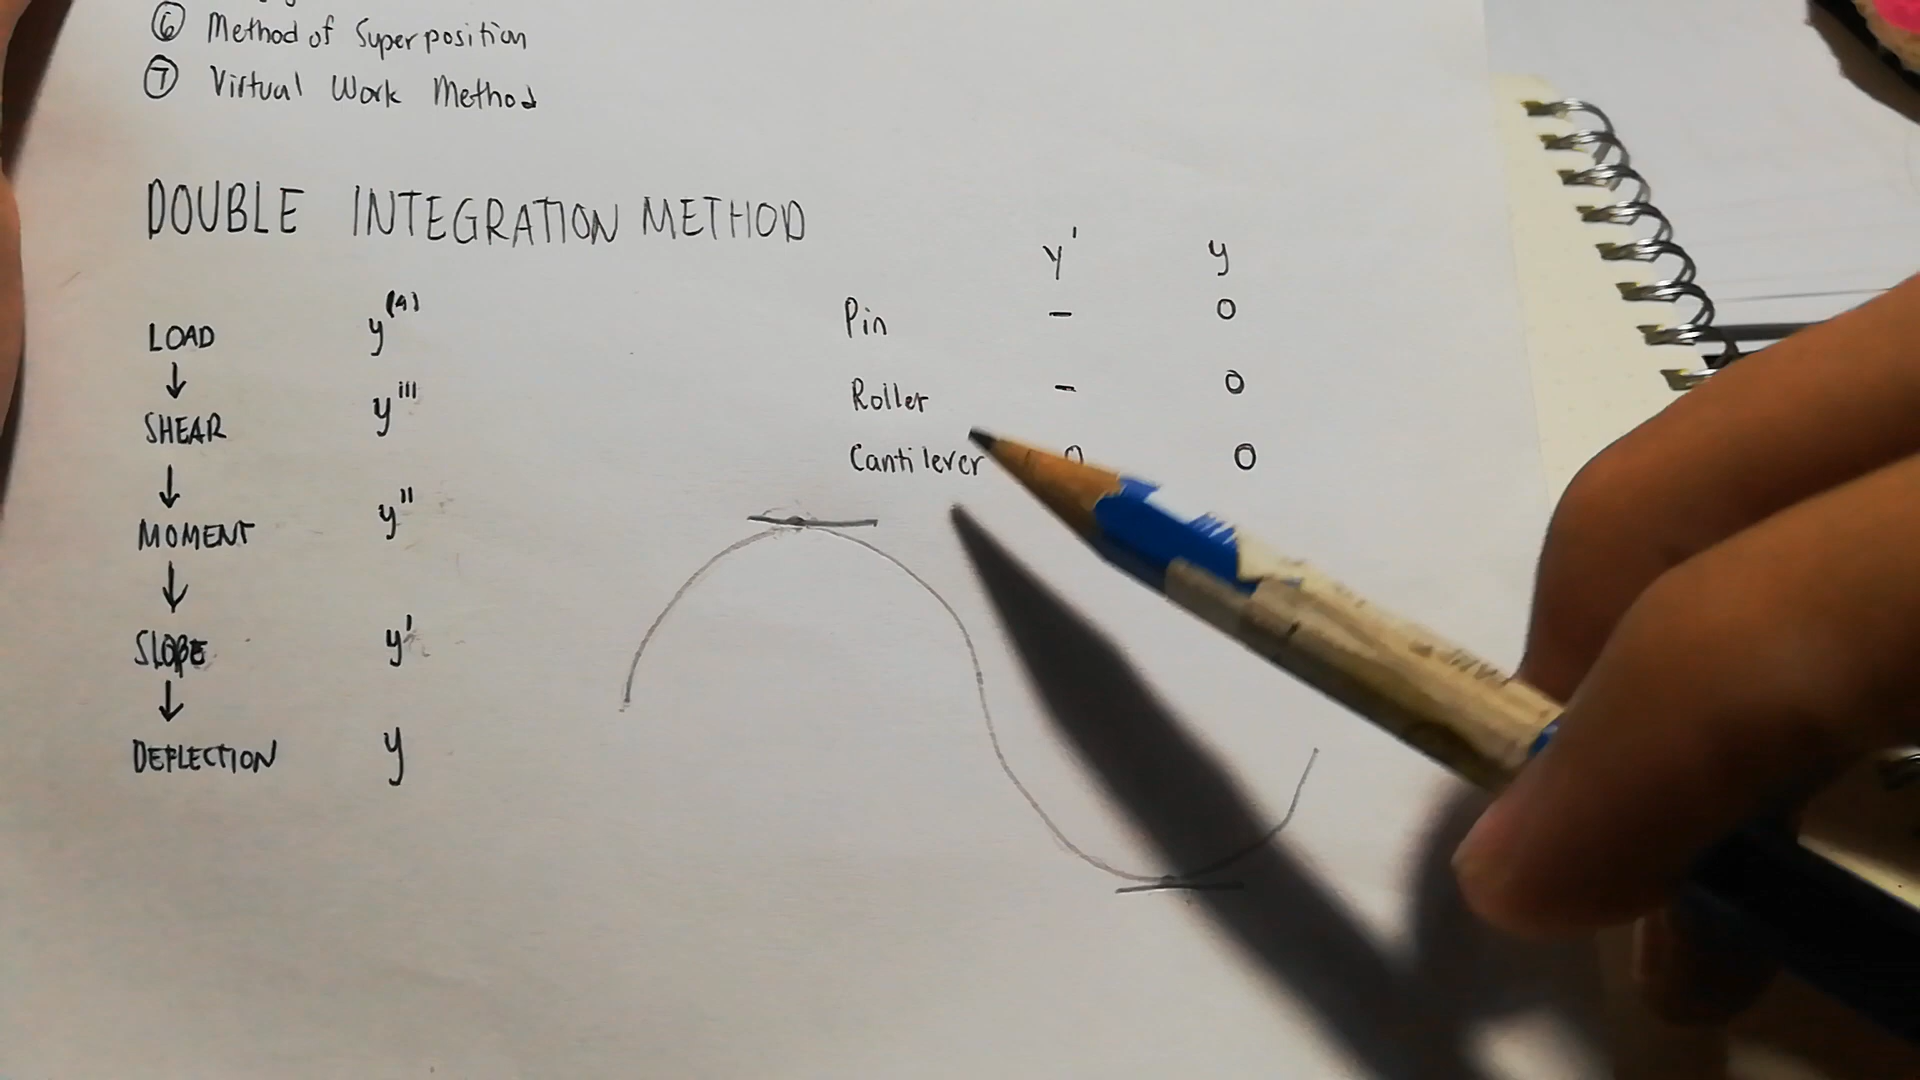 ⑥ Method of Superposition
⑦ Virtual Work Method
DOUBLE INTEGRATION METHOD
y' y
LOAD y(4) Pin - 0
SHEAR y''' Roller - 0
Cantilever 0 0
MOMENT y''
SLOPE y'
DEFLECTION y